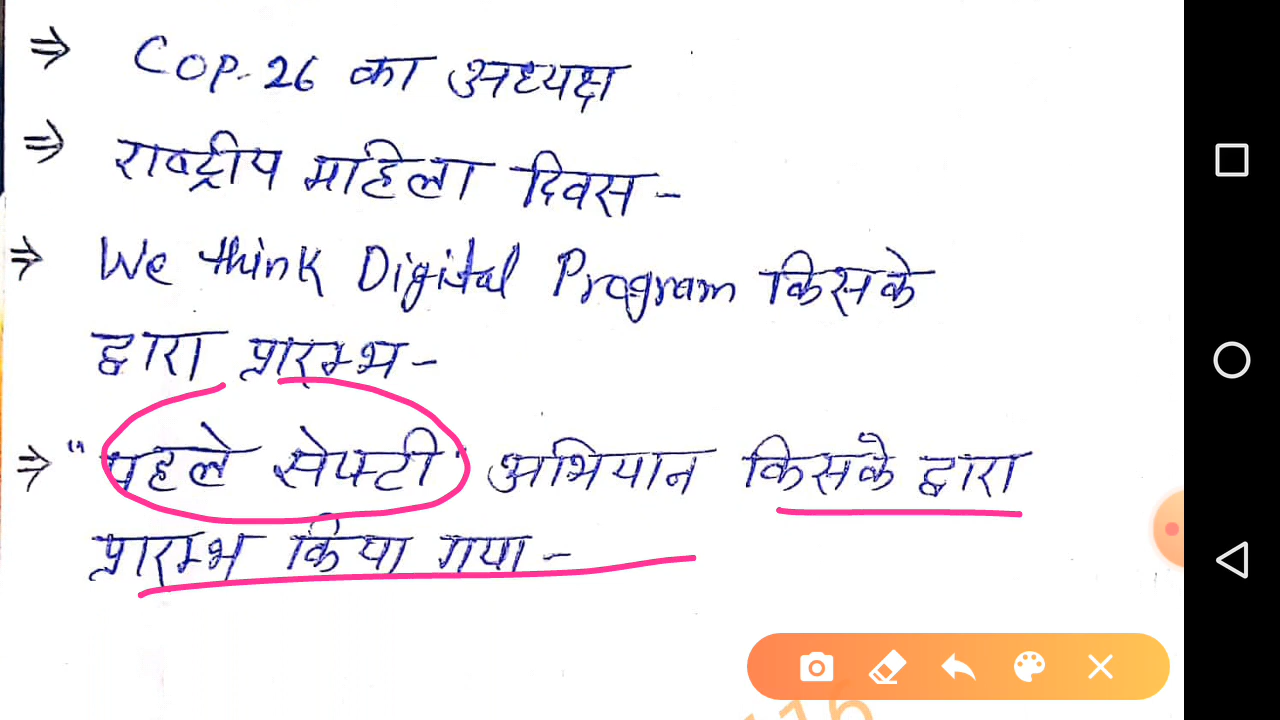 ⇒ COP-26 का अध्यक्ष
⇒ राष्ट्रीय महिला दिवस -
⇒ We think Digital Program किसके
द्वारा प्रारम्भ -
⇒ "पहले सेफ्टी" अभियान किसके द्वारा
प्रारम्भ किया गया -